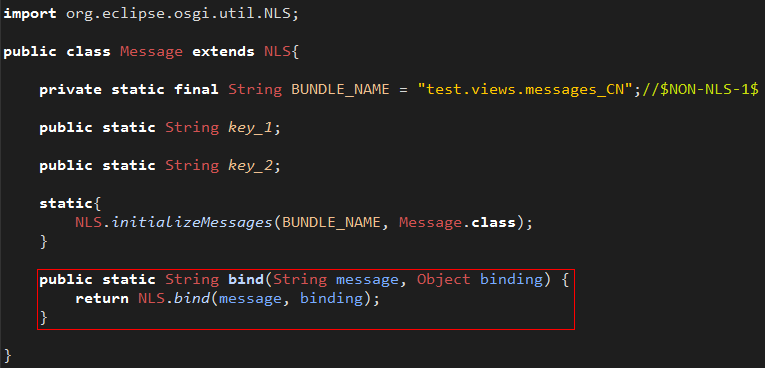 import org.eclipse.osgi.util.NLS;
public class Message extends NLS{
private static final String BUNDLE_NAME = "test.views.messages_CN";//$NON-NLS-1$
public static String key_1;
public static String key_2;
static{
NLS.initializeMessages(BUNDLE_NAME, Message.class);
}
public static String bind(String message, Object binding) {
return NLS.bind(message, binding);
}
}